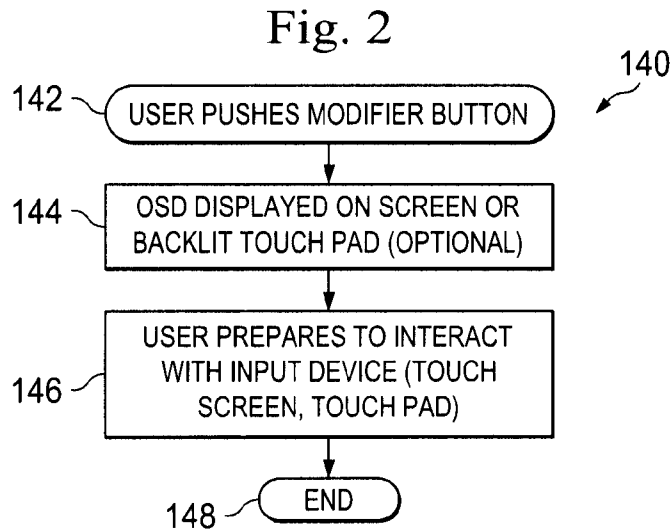 Fig. 2
140
142
USER PUSHES MODIFIER BUTTON
144
OSD DISPLAYED ON SCREEN OR
BACKLIT TOUCH PAD (OPTIONAL)
146
USER PREPARES TO INTERACT
WITH INPUT DEVICE (TOUCH
SCREEN, TOUCH PAD)
148
END